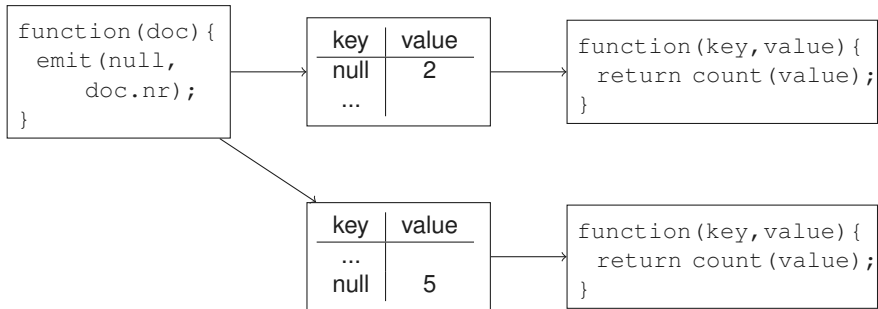 function(doc){
emit(null,
doc.nr);
}
key value
null 2
...
function(key,value){
return count(value);
}
key value
...
null 5
function(key,value){
return count(value);
}